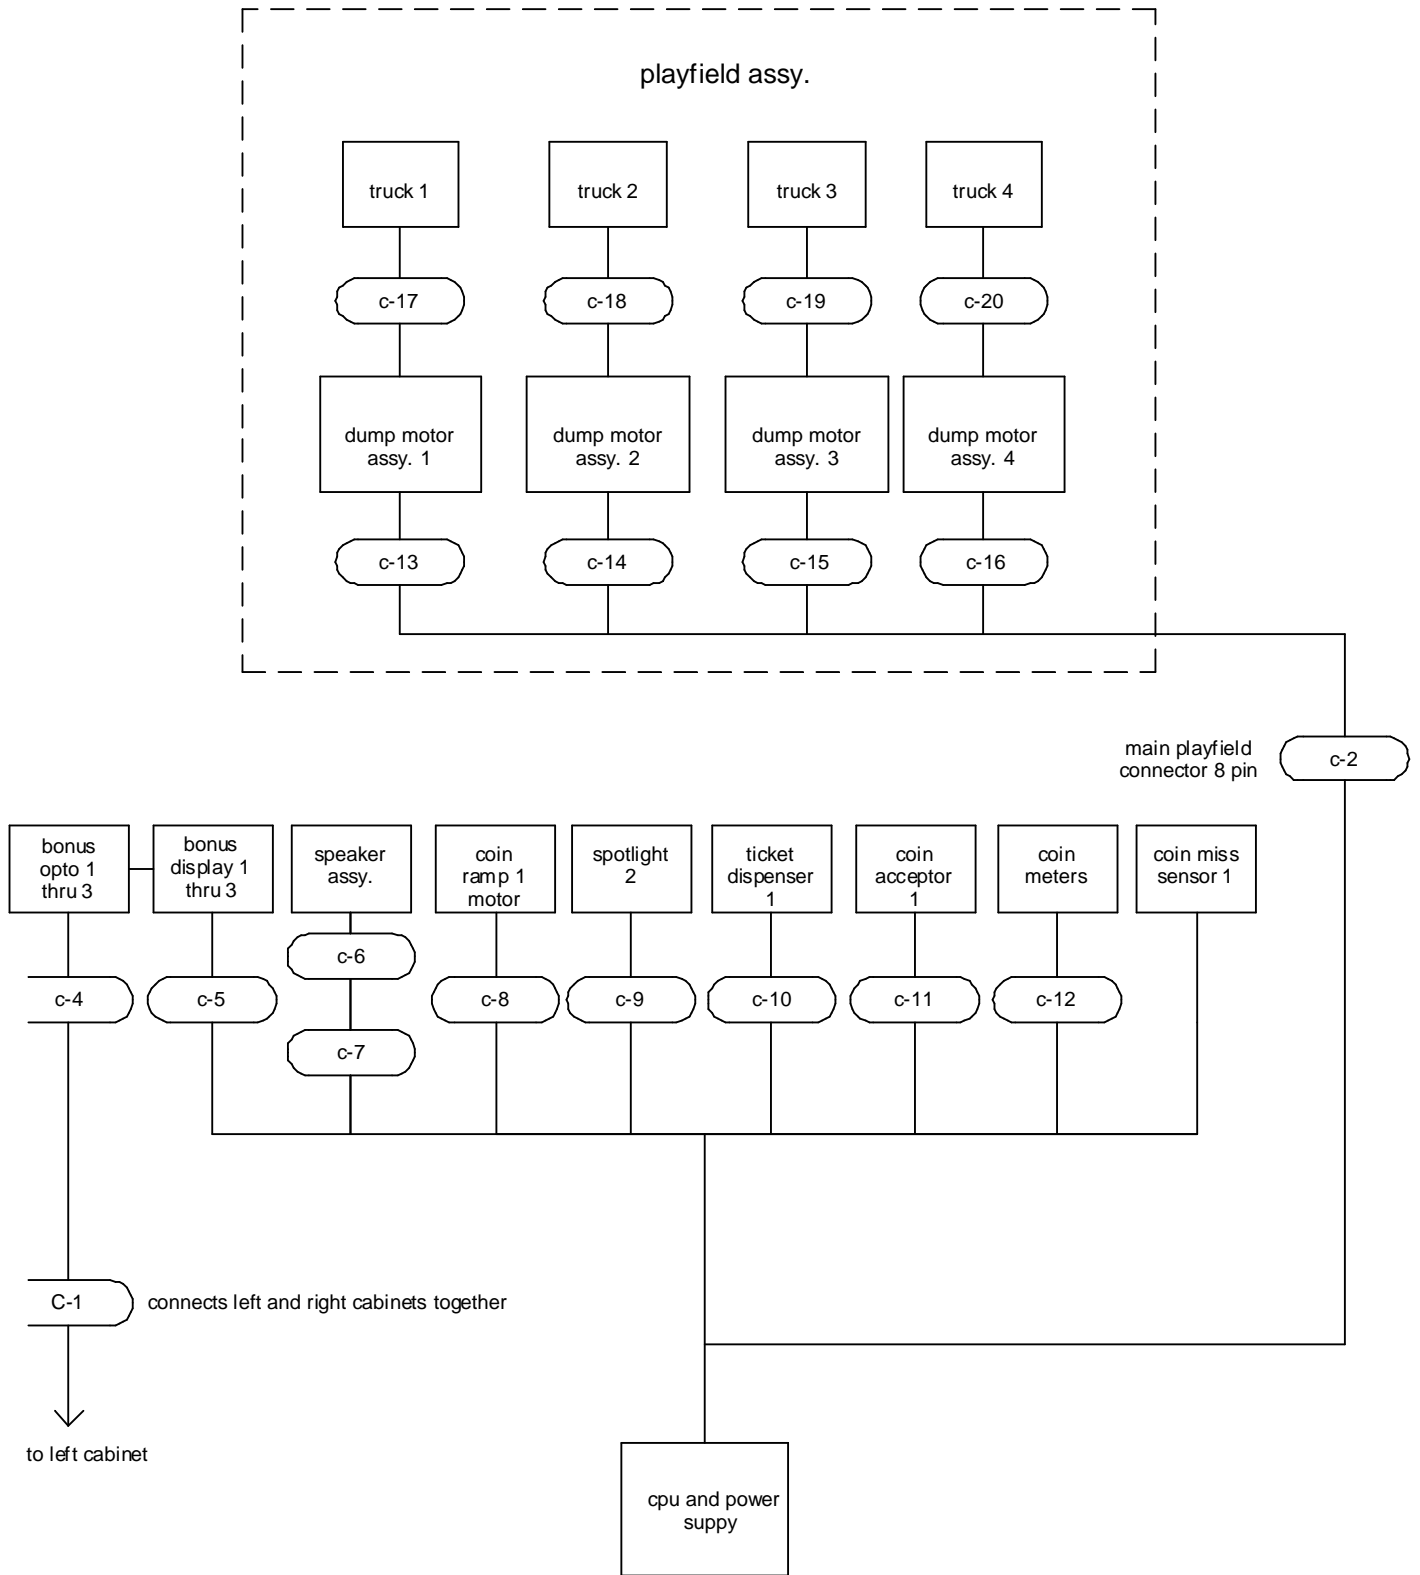 playfield assy.
truck 1
truck 2
truck 3
truck 4
c-17
c-18
c-19
c-20
dump motor
assy. 1
dump motor
assy. 2
dump motor
assy. 3
dump motor
assy. 4
c-13
c-14
c-15
c-16
main playfield
connector 8 pin
c-2
bonus
opto 1
thru 3
bonus
display 1
thru 3
speaker
assy.
coin
ramp 1
motor
spotlight
2
ticket
dispenser
1
coin
acceptor
1
coin
meters
coin miss
sensor 1
c-6
c-4
c-5
c-8
c-9
c-10
c-11
c-12
c-7
C-1
connects left and right cabinets together
to left cabinet
cpu and power
suppy